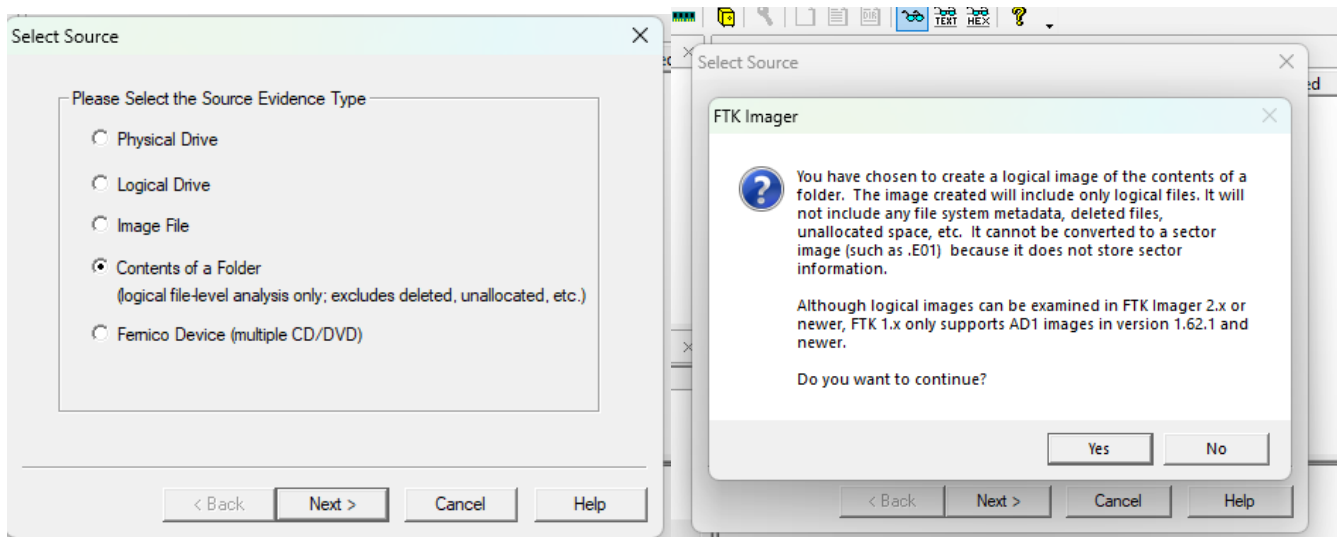 Select Source
Please Select the Source Evidence Type
Physical Drive
Logical Drive
Image File
Contents of a Folder
(logical file-level analysis only; excludes deleted, unallocated, etc.)
Fernico Device (multiple CD/DVD)
< Back
Next >
Cancel
Help
DIR
TEXT
HEX
Select Source
ed
FTK Imager
You have chosen to create a logical image of the contents of a
folder. The image created will include only logical files. It will
not include any file system metadata, deleted files,
unallocated space, etc. It cannot be converted to a sector
image (such as .E01) because it does not store sector
information.
Although logical images can be examined in FTK Imager 2.x or
newer, FTK 1.x only supports AD1 images in version 1.62.1 and
newer.
Do you want to continue?
Yes
No
< Back
Next >
Cancel
Help